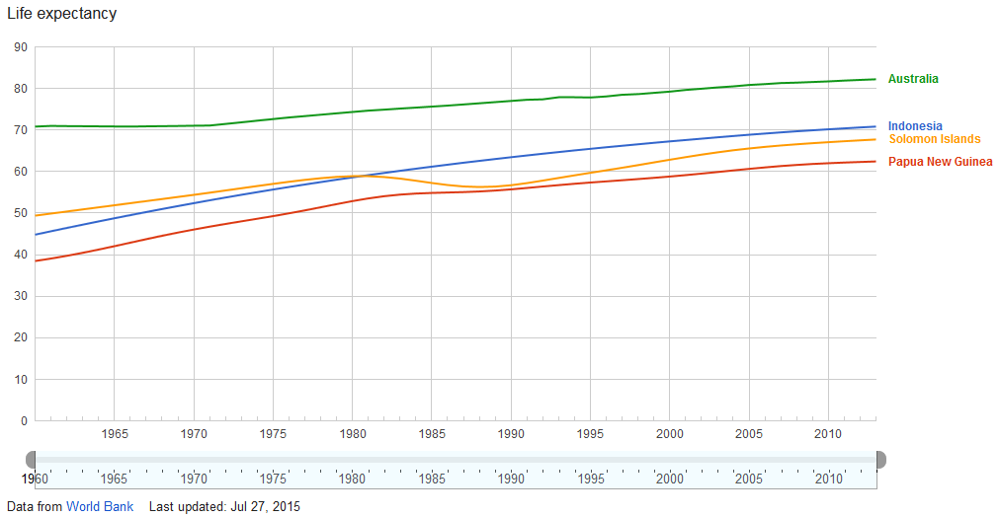 Life expectancy
90
80
70
60
50
40
30
20
10
0
Australia
Indonesia
Solomon Islands
Papua New Guinea
1965 1970 1975 1980 1985 1990 1995 2000 2005 2010
1960 1965 1970 1975 1980 1985 1990 1995 2000 2005 2010
Data from World Bank Last updated: Jul 27, 2015